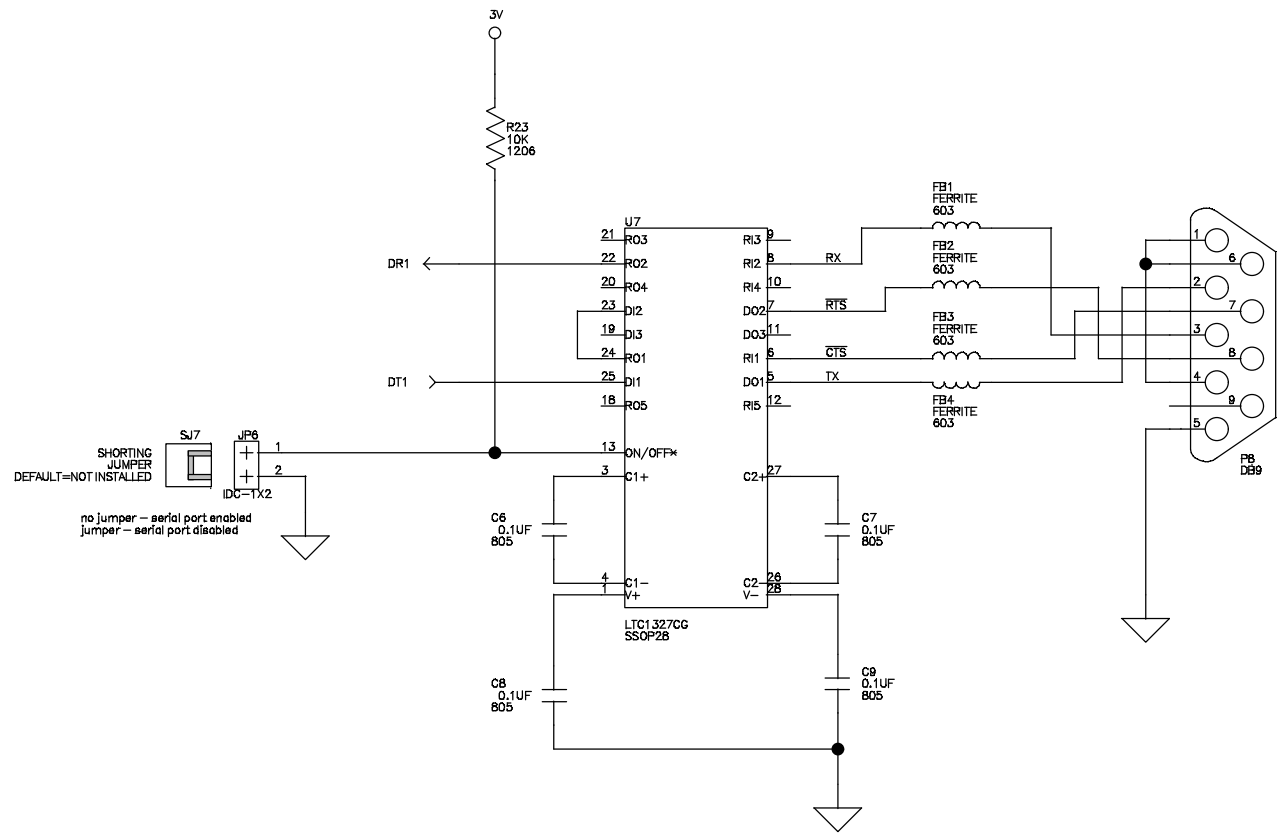 3V
R23
10K
1206
U7
21 RO3
DR1 22 RO2
20 RO4
23 DI2
19 DI3
24 RO1
DT1 25 DI1
18 RO5
13 ON/OFF*
3 C1+
4 C1-
1 V+
RI3 9
RI2 8 RX
RI4 10
DO2 7 RTS
DO3 11
RI1 6 CTS
DO1 5 TX
RI5 12
C2+ 27
C2- 26
V- 28
LTC1327CG
SSOP28
FB1
FERRITE
603
FB2
FERRITE
603
FB3
FERRITE
603
FB4
FERRITE
603
1
6
2
7
3
8
4
9
5
P8
DB9
SJ7
SHORTING
JUMPER
DEFAULT=NOT INSTALLED
JP6
1
2
IDC-1X2
no jumper - serial port enabled
jumper - serial port disabled
C6
0.1UF
805
C7
0.1UF
805
C8
0.1UF
805
C9
0.1UF
805